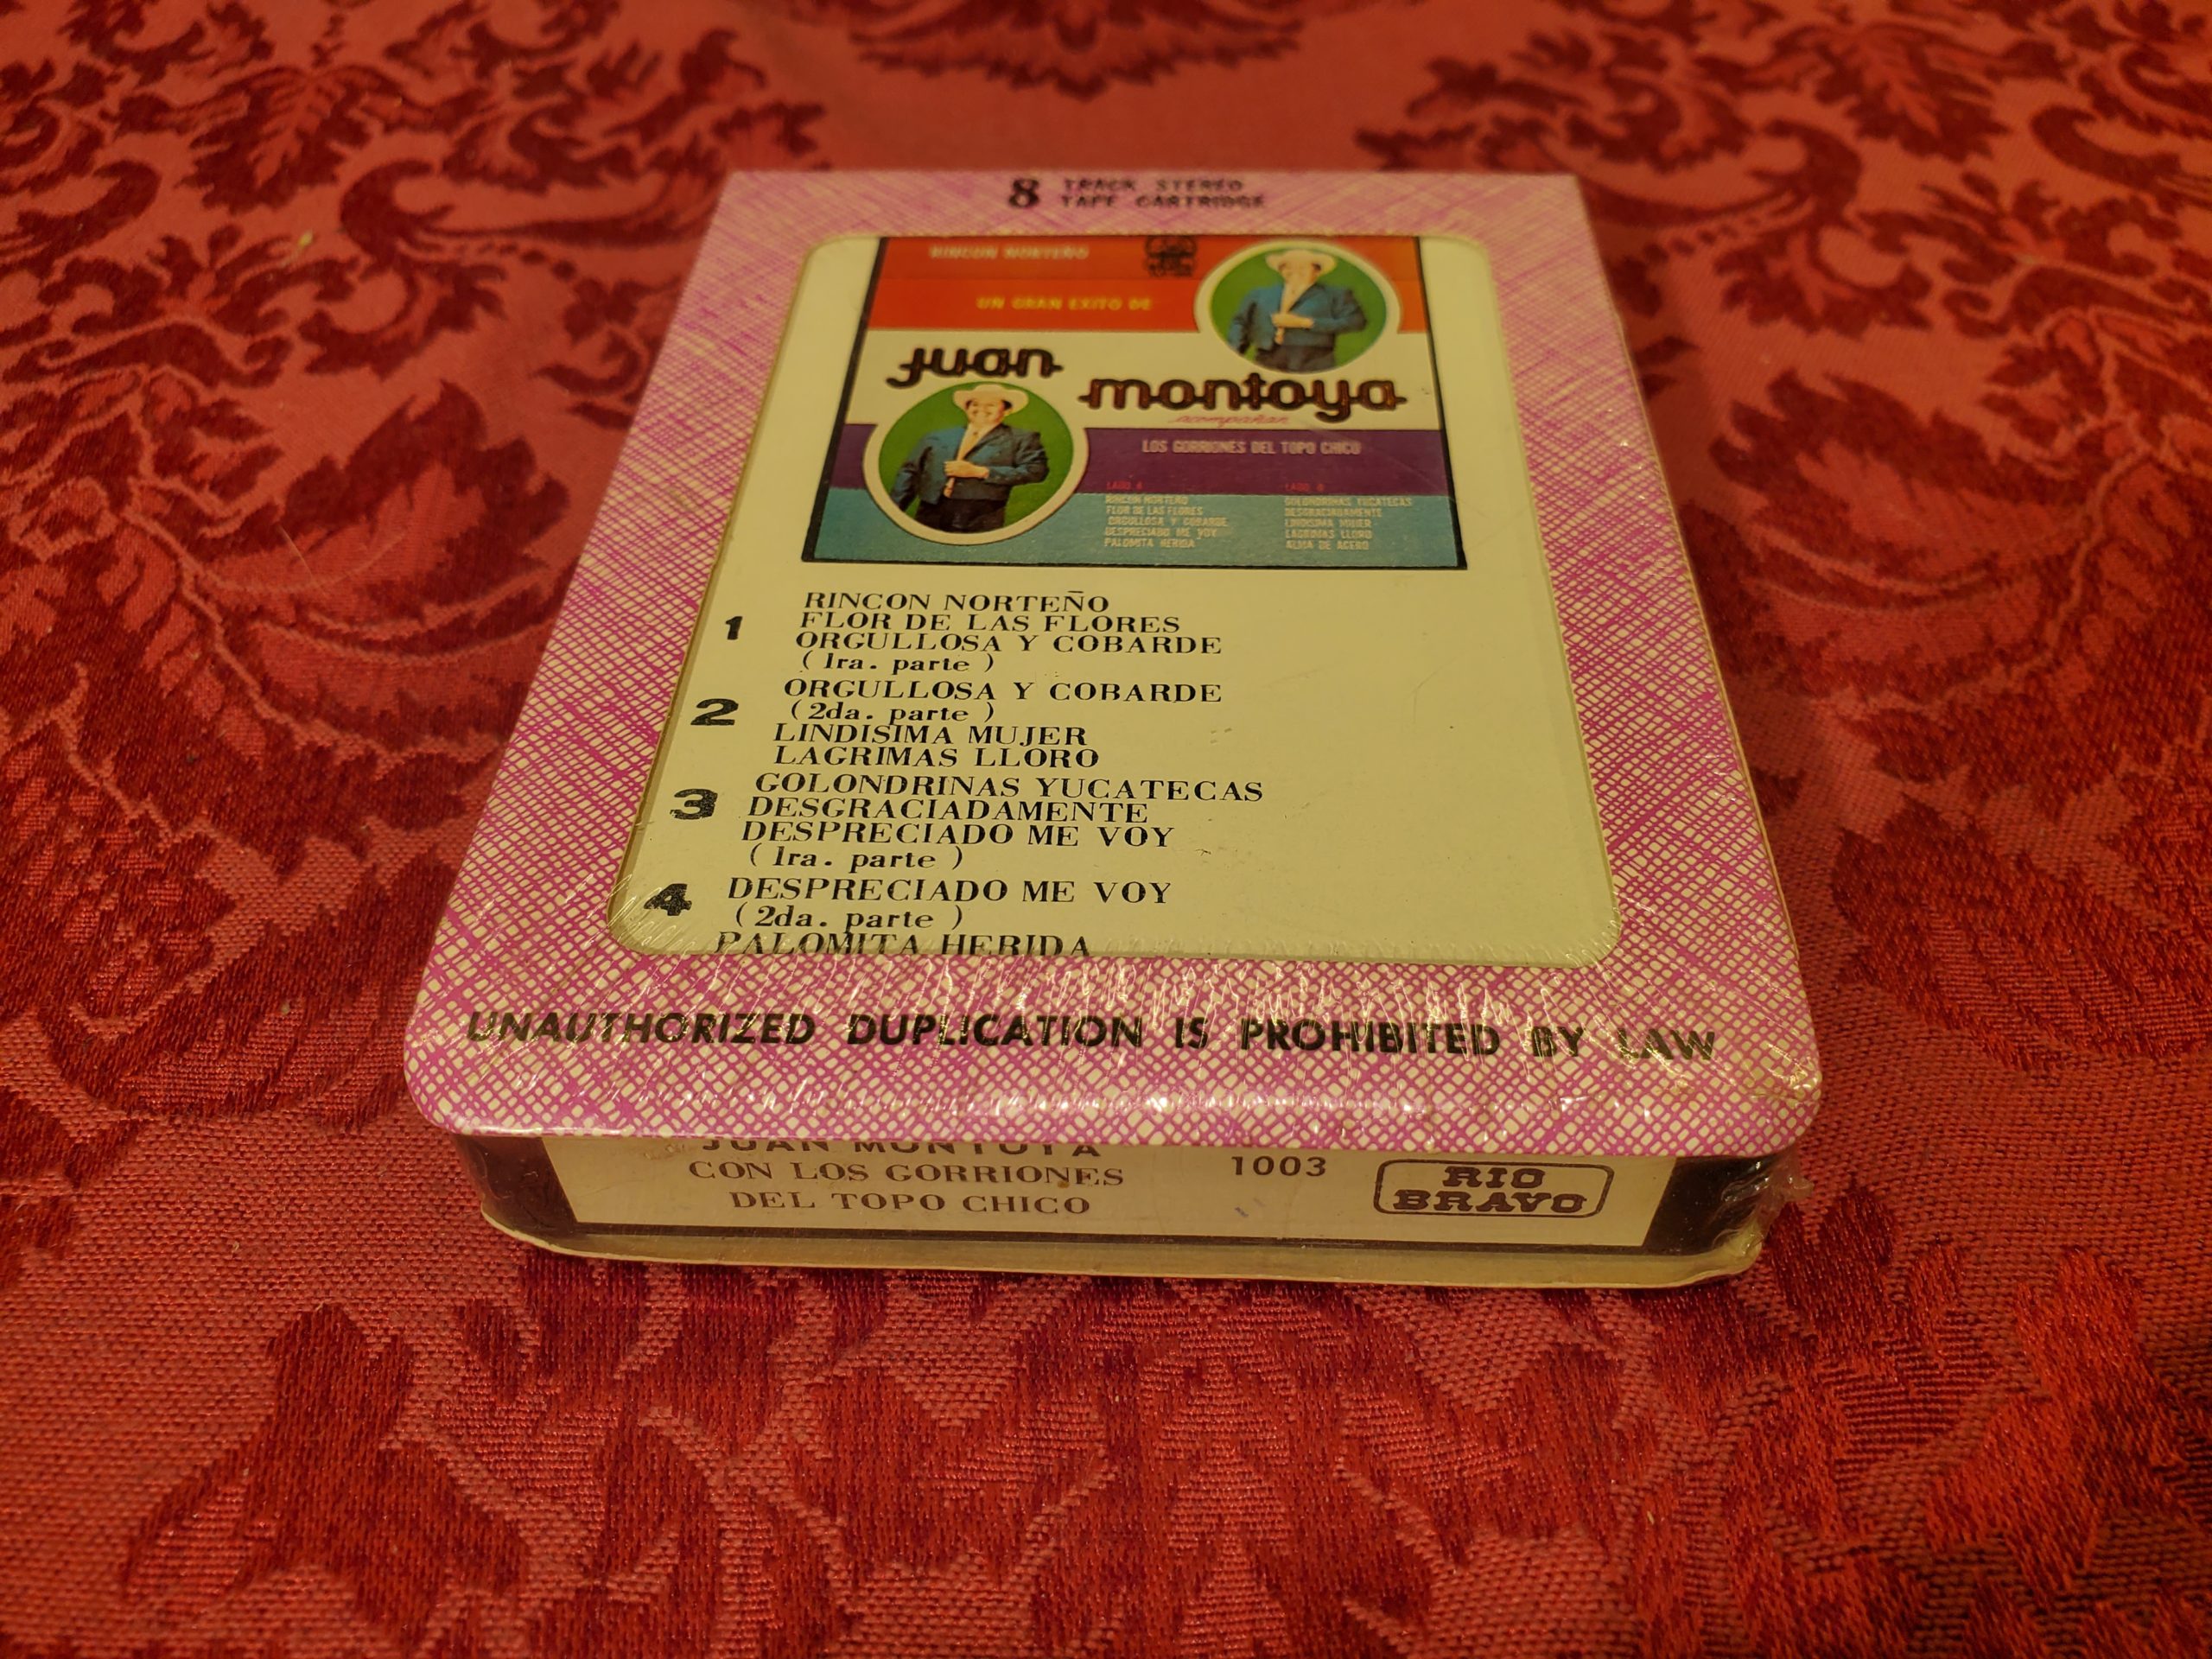 8 TRACK STEREO
TAPE CARTRIDGE
RINCON NORTEÑO
UN GRAN EXITO DE
juan
montoya
acompañan
LOS GORRIONES DEL TOPO CHICO
LADO A
RINCON NORTEÑO
FLOR DE LAS FLORES
ORGULLOSA Y COBARDE
DESPRECIADO ME VOY
PALOMITA HERIDA
LADO B
GOLONDRINAS YUCATECAS
DESGRACIADAMENTE
LINDISIMA MUJER
LAGRIMAS LLORO
ALMA DE ACERO
1
RINCON NORTEÑO
FLOR DE LAS FLORES
ORGULLOSA Y COBARDE
(1ra. parte)
2
ORGULLOSA Y COBARDE
(2da. parte)
LINDISIMA MUJER
LAGRIMAS LLORO
3
GOLONDRINAS YUCATECAS
DESGRACIADAMENTE
DESPRECIADO ME VOY
(1ra. parte)
4
DESPRECIADO ME VOY
(2da. parte)
PALOMITA HERIDA
UNAUTHORIZED DUPLICATION IS PROHIBITED BY LAW
JUAN MONTOYA
CON LOS GORRIONES
DEL TOPO CHICO
1003
RIO
BRAVO